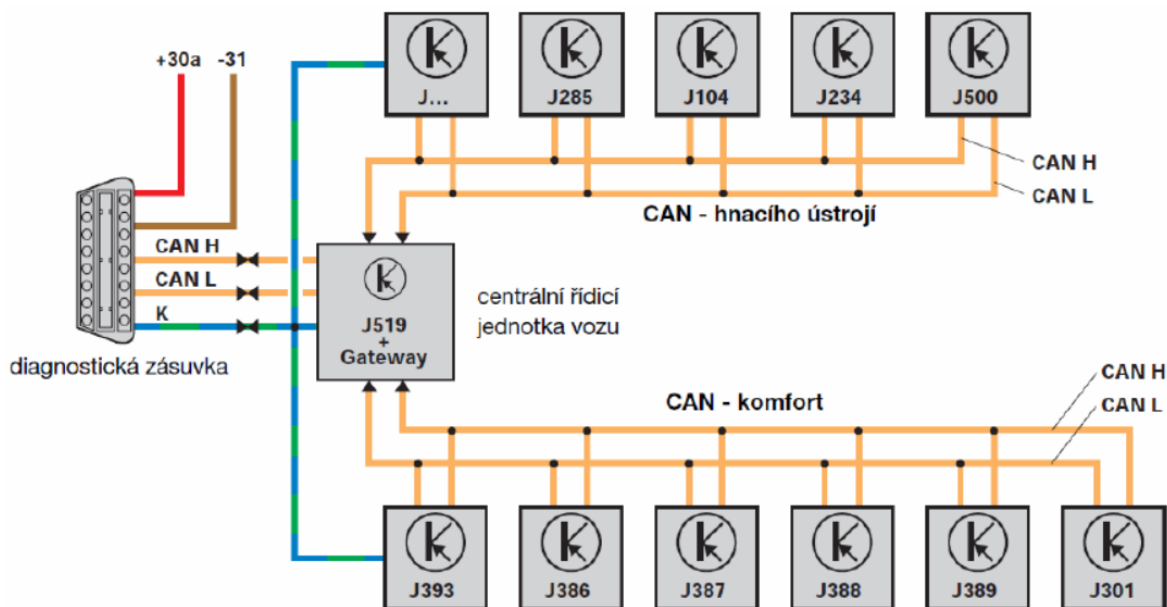 +30a -31
J...
J285
J104
J234
J500
CAN H
CAN L
CAN - hnacího ústrojí
CAN H
CAN L
K
diagnostická zásuvka
J519
+
Gateway
centrální řídicí
jednotka vozu
CAN - komfort
CAN H
CAN L
J393
J386
J387
J388
J389
J301